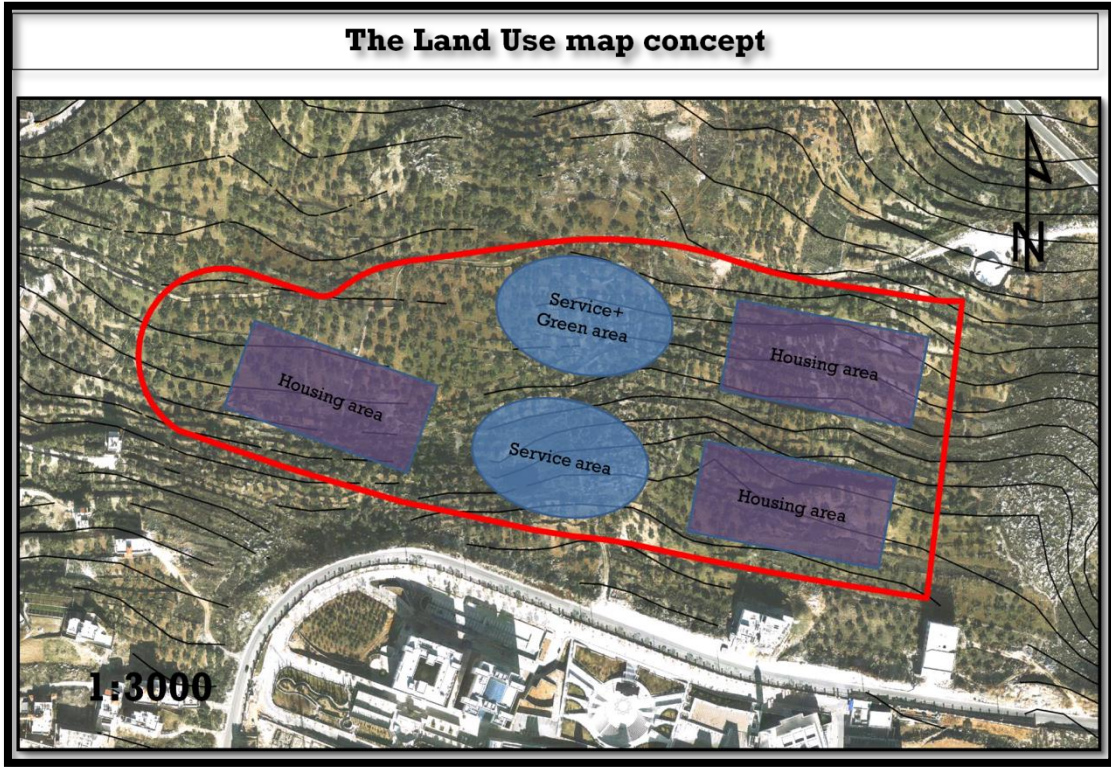 The Land Use map concept
N
Service+
Green area
Housing area
Housing area
Service area
Housing area
1:3000